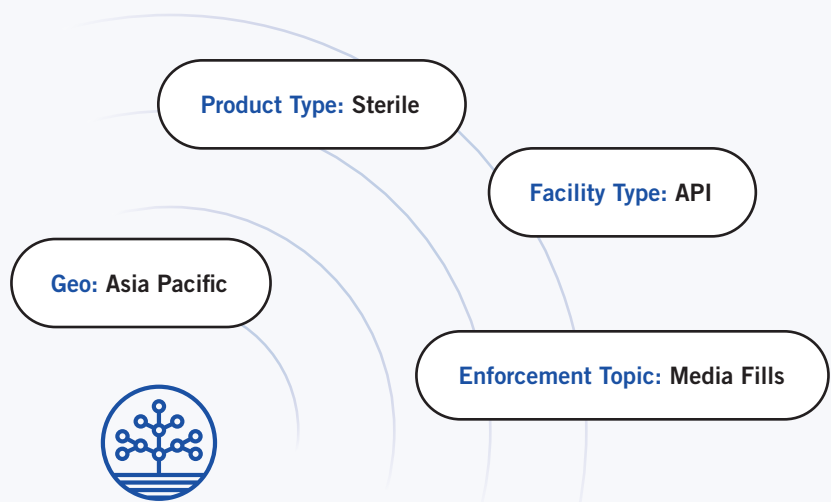 Product Type: Sterile
Facility Type: API
Geo: Asia Pacific
Enforcement Topic: Media Fills